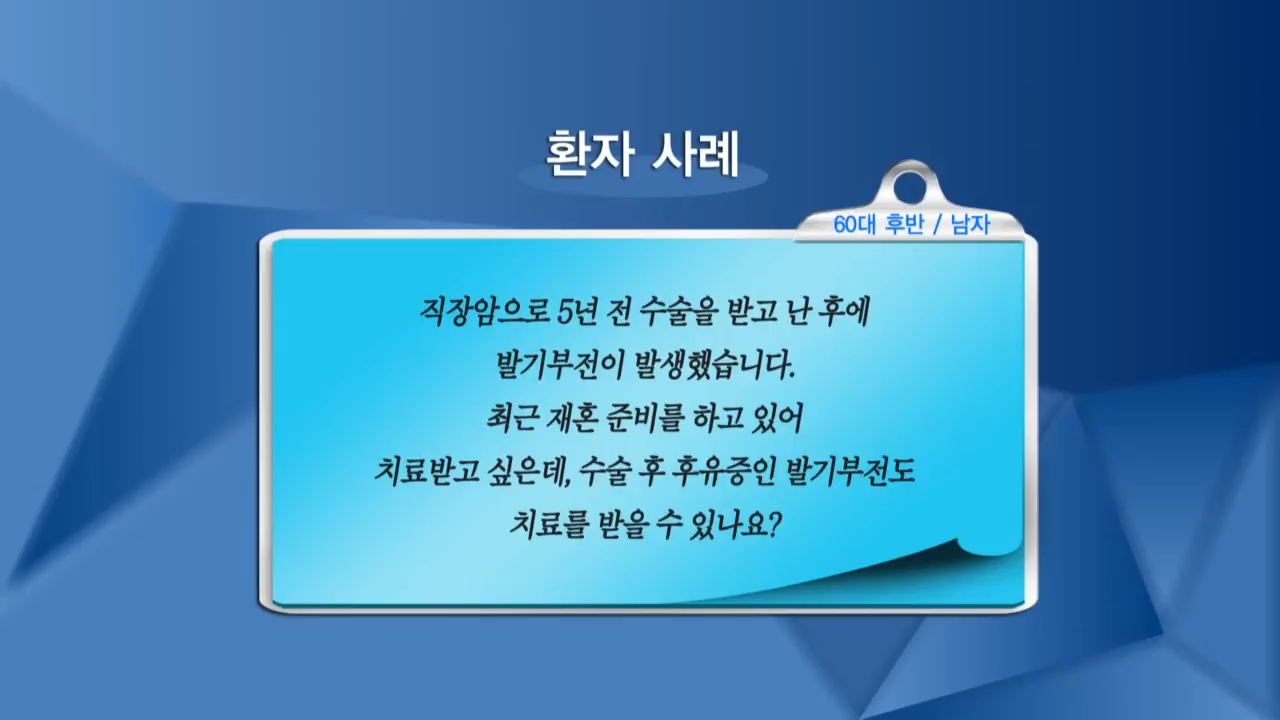 환자 사례
60대 후반 / 남자
직장암으로 5년 전 수술을 받고 난 후에
발기부전이 발생했습니다.
최근 재혼 준비를 하고 있어
치료받고 싶은데, 수술 후 후유증인 발기부전도
치료를 받을 수 있나요?